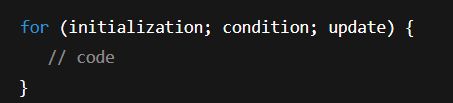 for (initialization; condition; update) {
// code
}